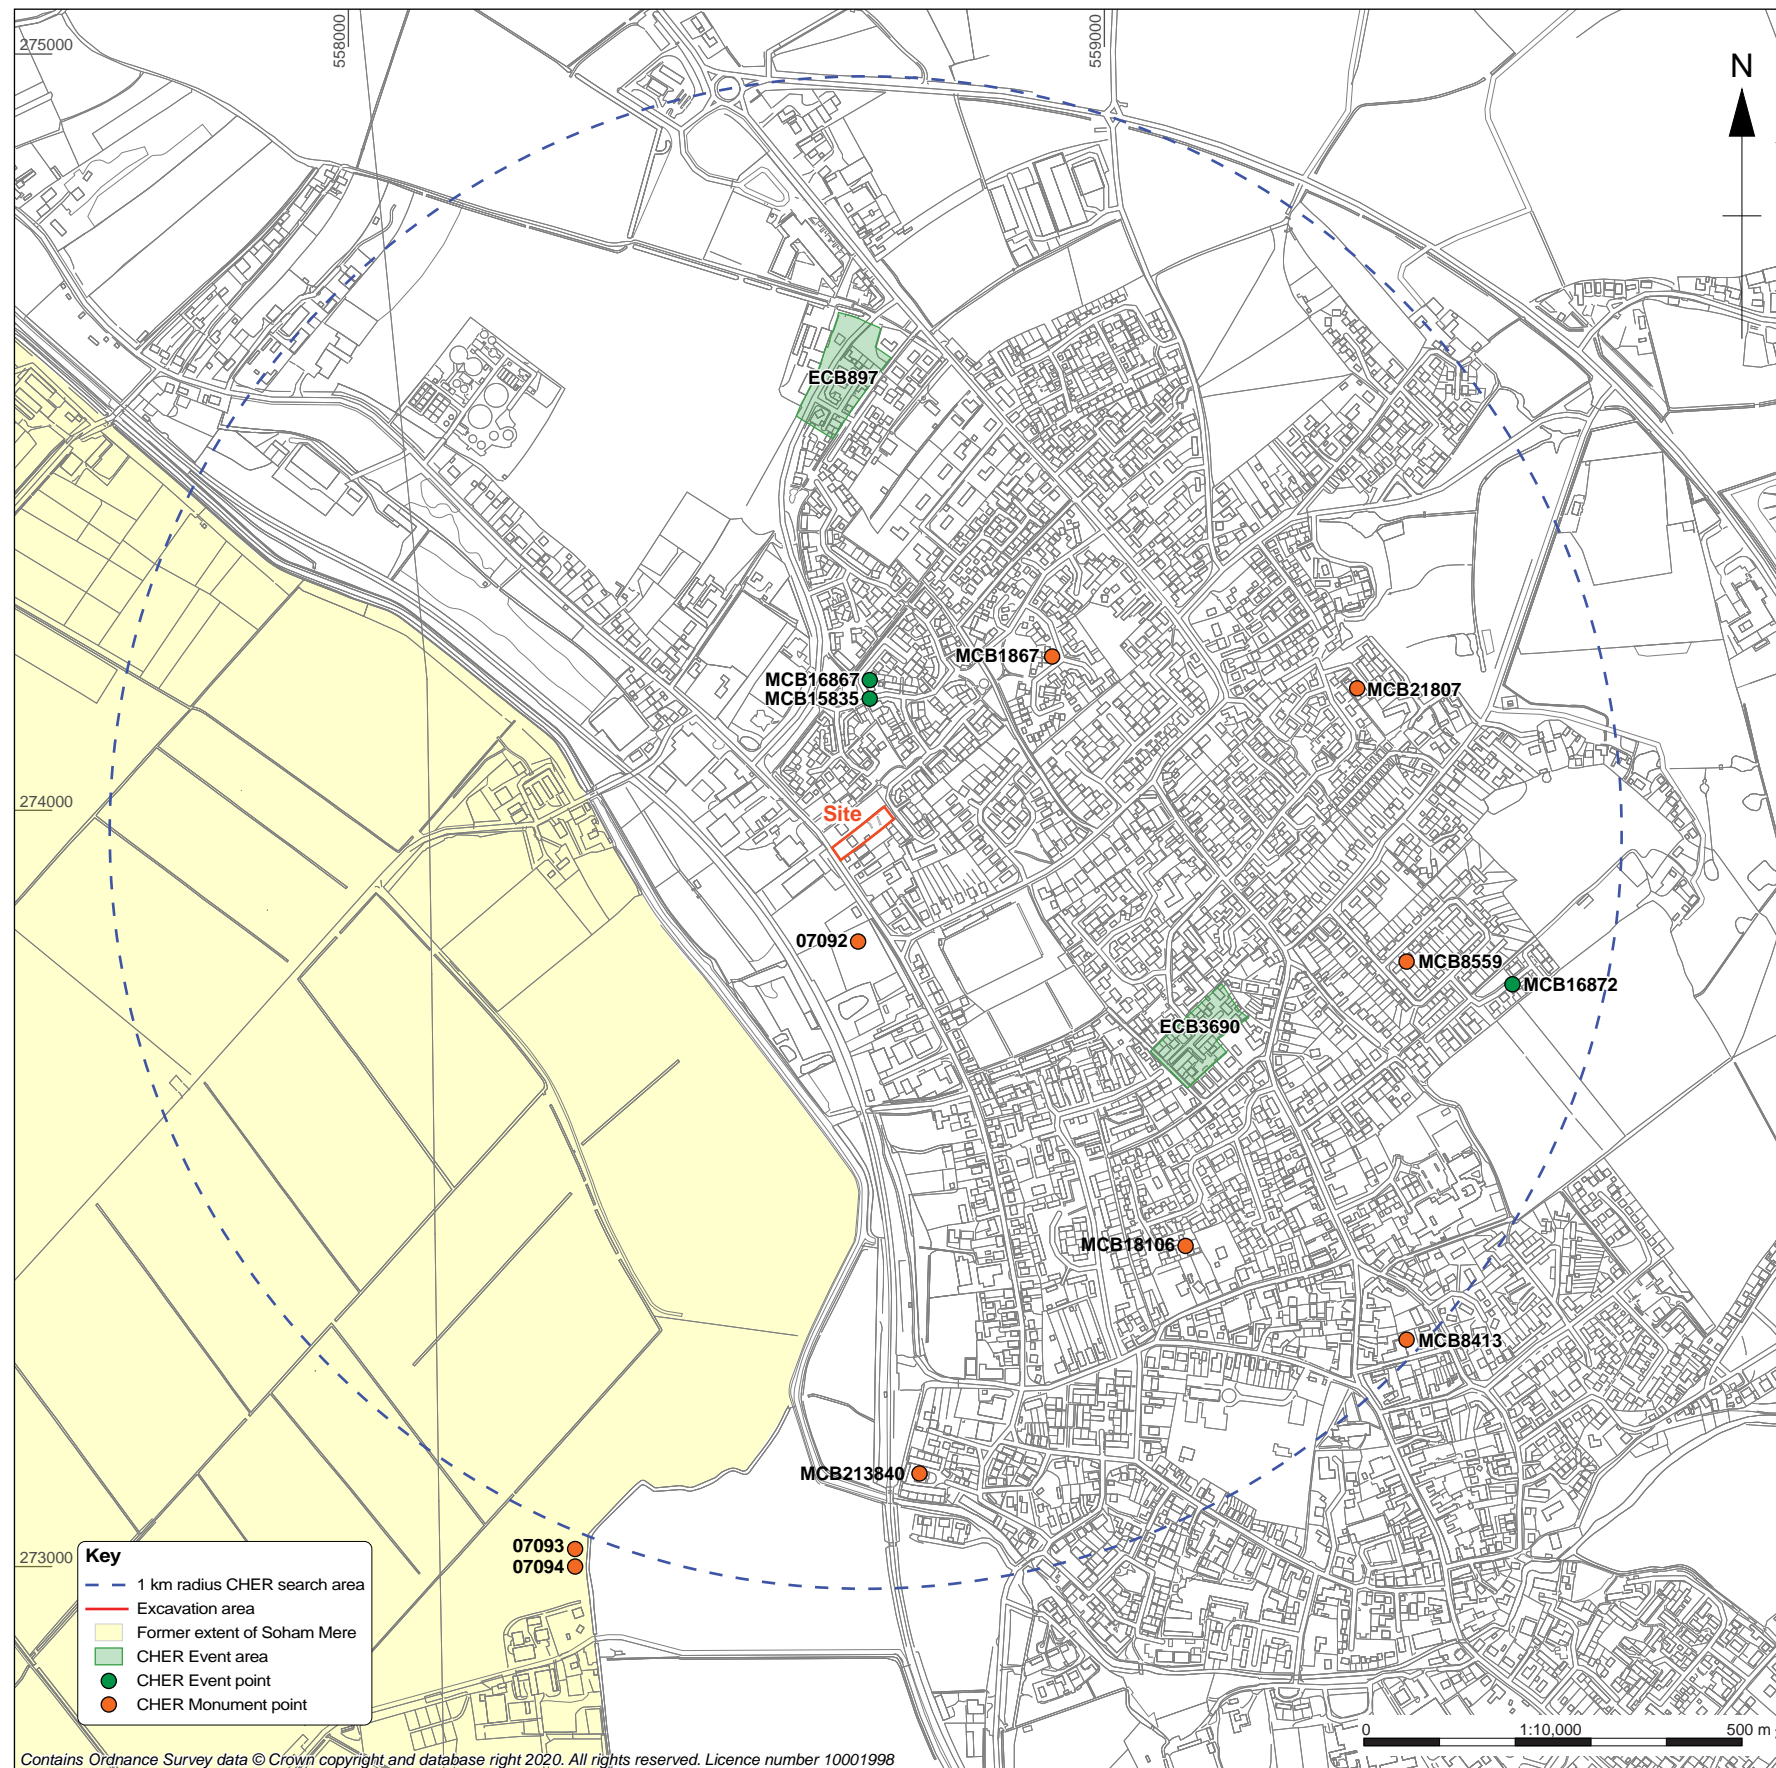 275000
558000
559000
N
ECB897
MCB1867
MCB16867
MCB15835
MCB21807
274000
Site
07092
MCB8559
MCB16872
ECB3690
MCB18106
MCB8413
MCB213840
07093
07094
273000
Key
1 km radius CHER search area
Excavation area
Former extent of Soham Mere
CHER Event area
CHER Event point
CHER Monument point
0 1:10,000 500 m
Contains Ordnance Survey data © Crown copyright and database right 2020. All rights reserved. Licence number 10001998